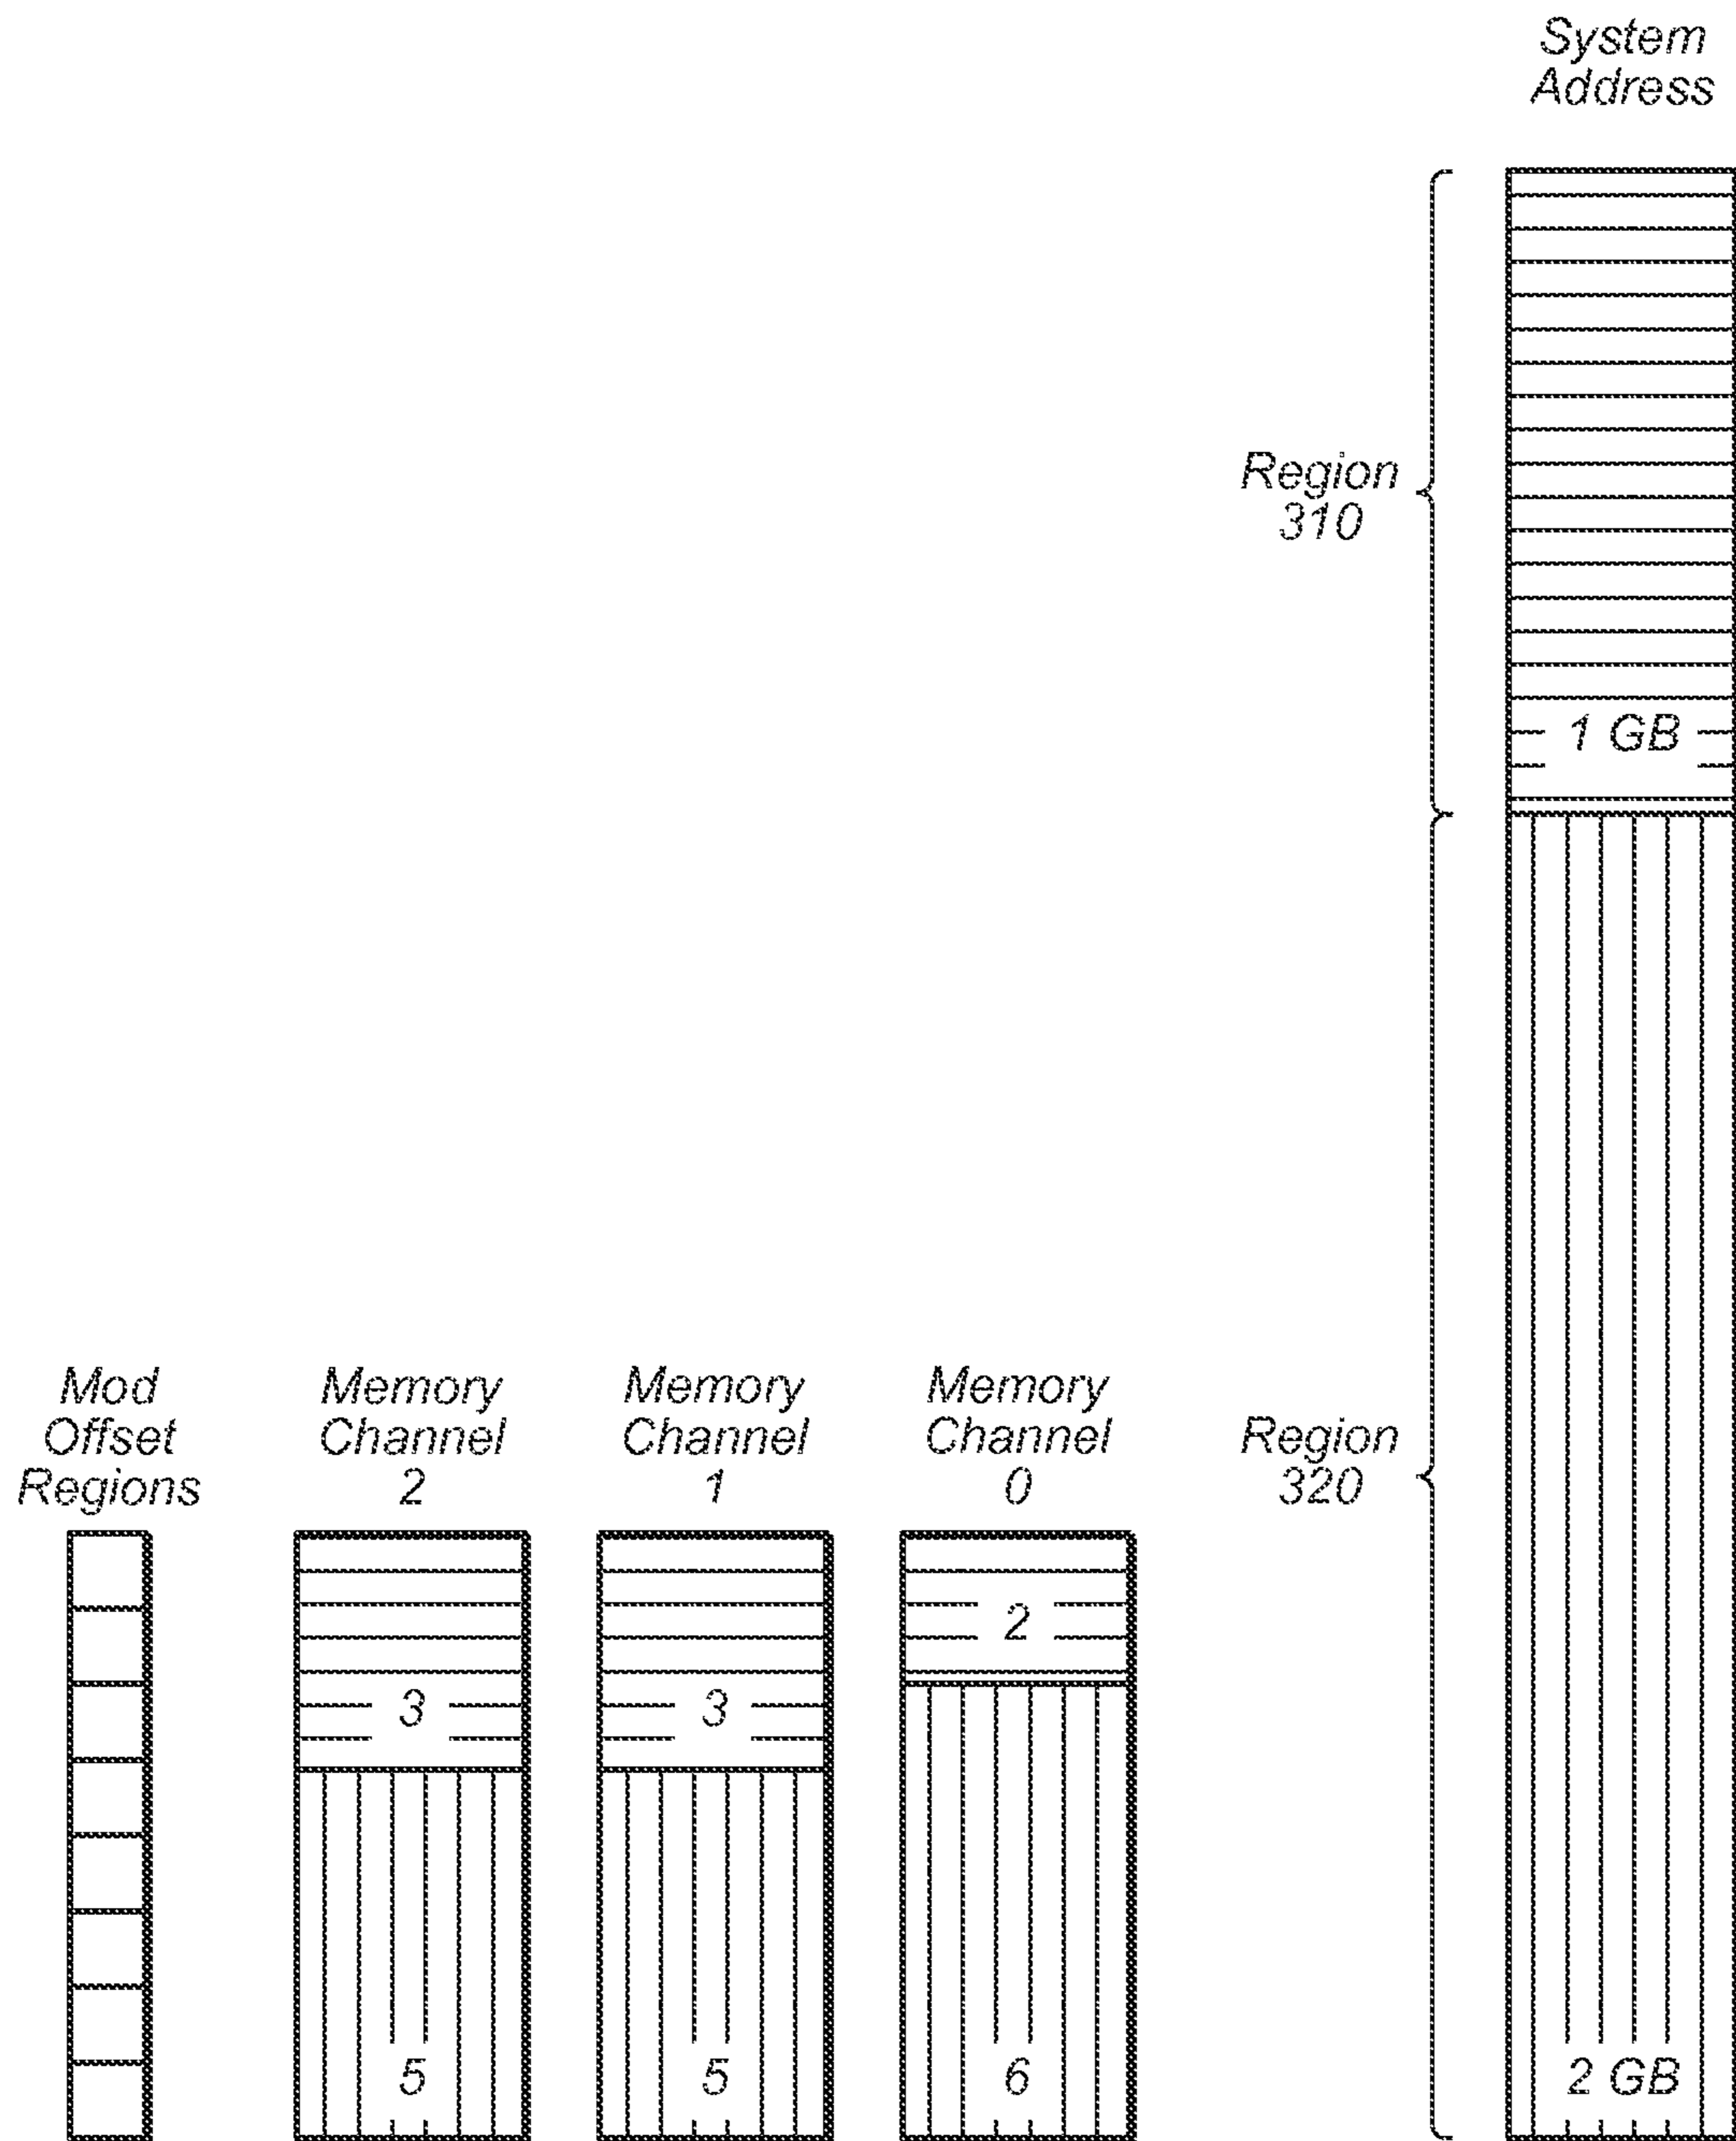 System
Address
Region
310
1 GB
Mod
Offset
Regions
Memory
Channel
2
Memory
Channel
1
Memory
Channel
0
Region
320
2
3
3
5
5
6
2 GB